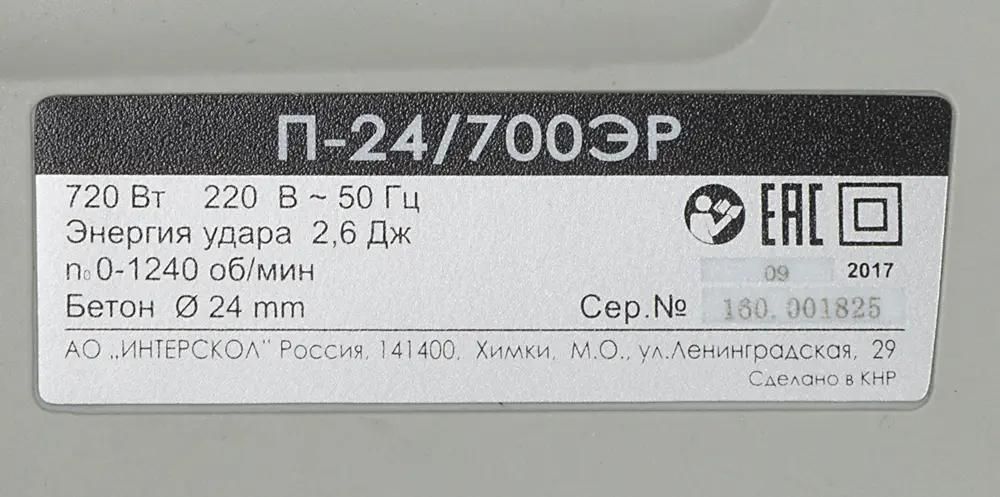 П-24/700ЭР
720 Вт 220 В ~ 50 Гц
Энергия удара 2,6 Дж
n₀ 0-1240 об/мин
Бетон Ø 24 mm
EAC
09 2017
Сер.№ 160.001825
АО „ИНТЕРСКОЛ" Россия, 141400, Химки, М.О., ул.Ленинградская, 29
Сделано в КНР